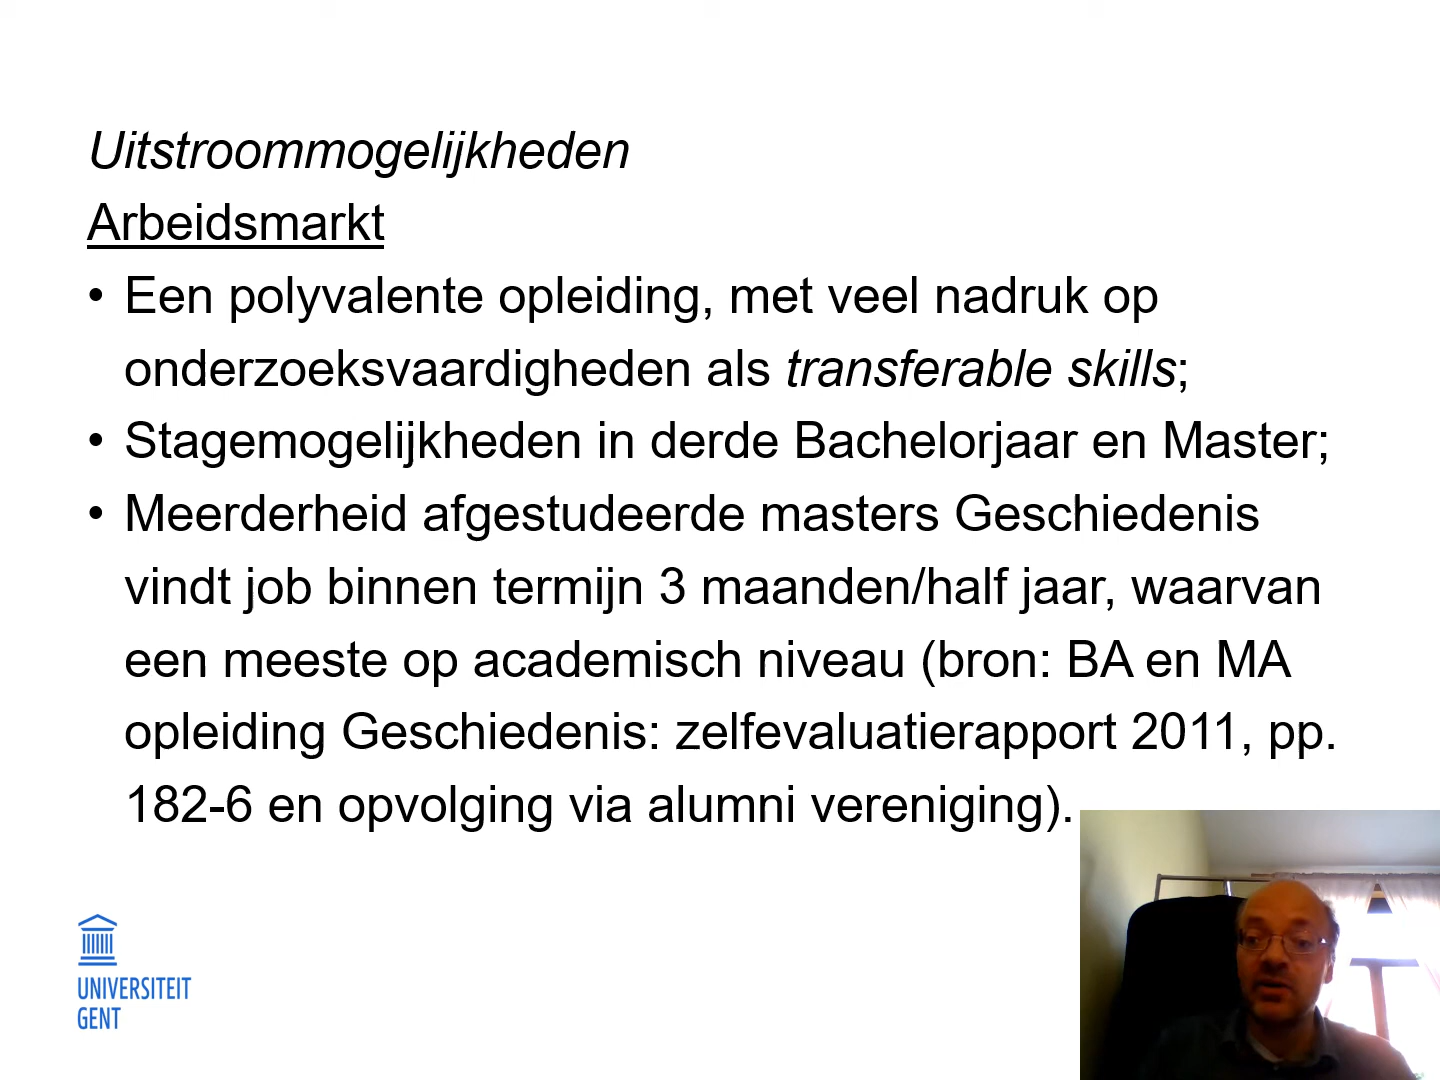 Uitstroommogelijkheden
Arbeidsmarkt
• Een polyvalente opleiding, met veel nadruk op
onderzoeksvaardigheden als transferable skills;
• Stagemogelijkheden in derde Bachelorjaar en Master;
• Meerderheid afgestudeerde masters Geschiedenis
vindt job binnen termijn 3 maanden/half jaar, waarvan
een meeste op academisch niveau (bron: BA en MA
opleiding Geschiedenis: zelfevaluatierapport 2011, pp.
182-6 en opvolging via alumni vereniging).
UNIVERSITEIT
GENT